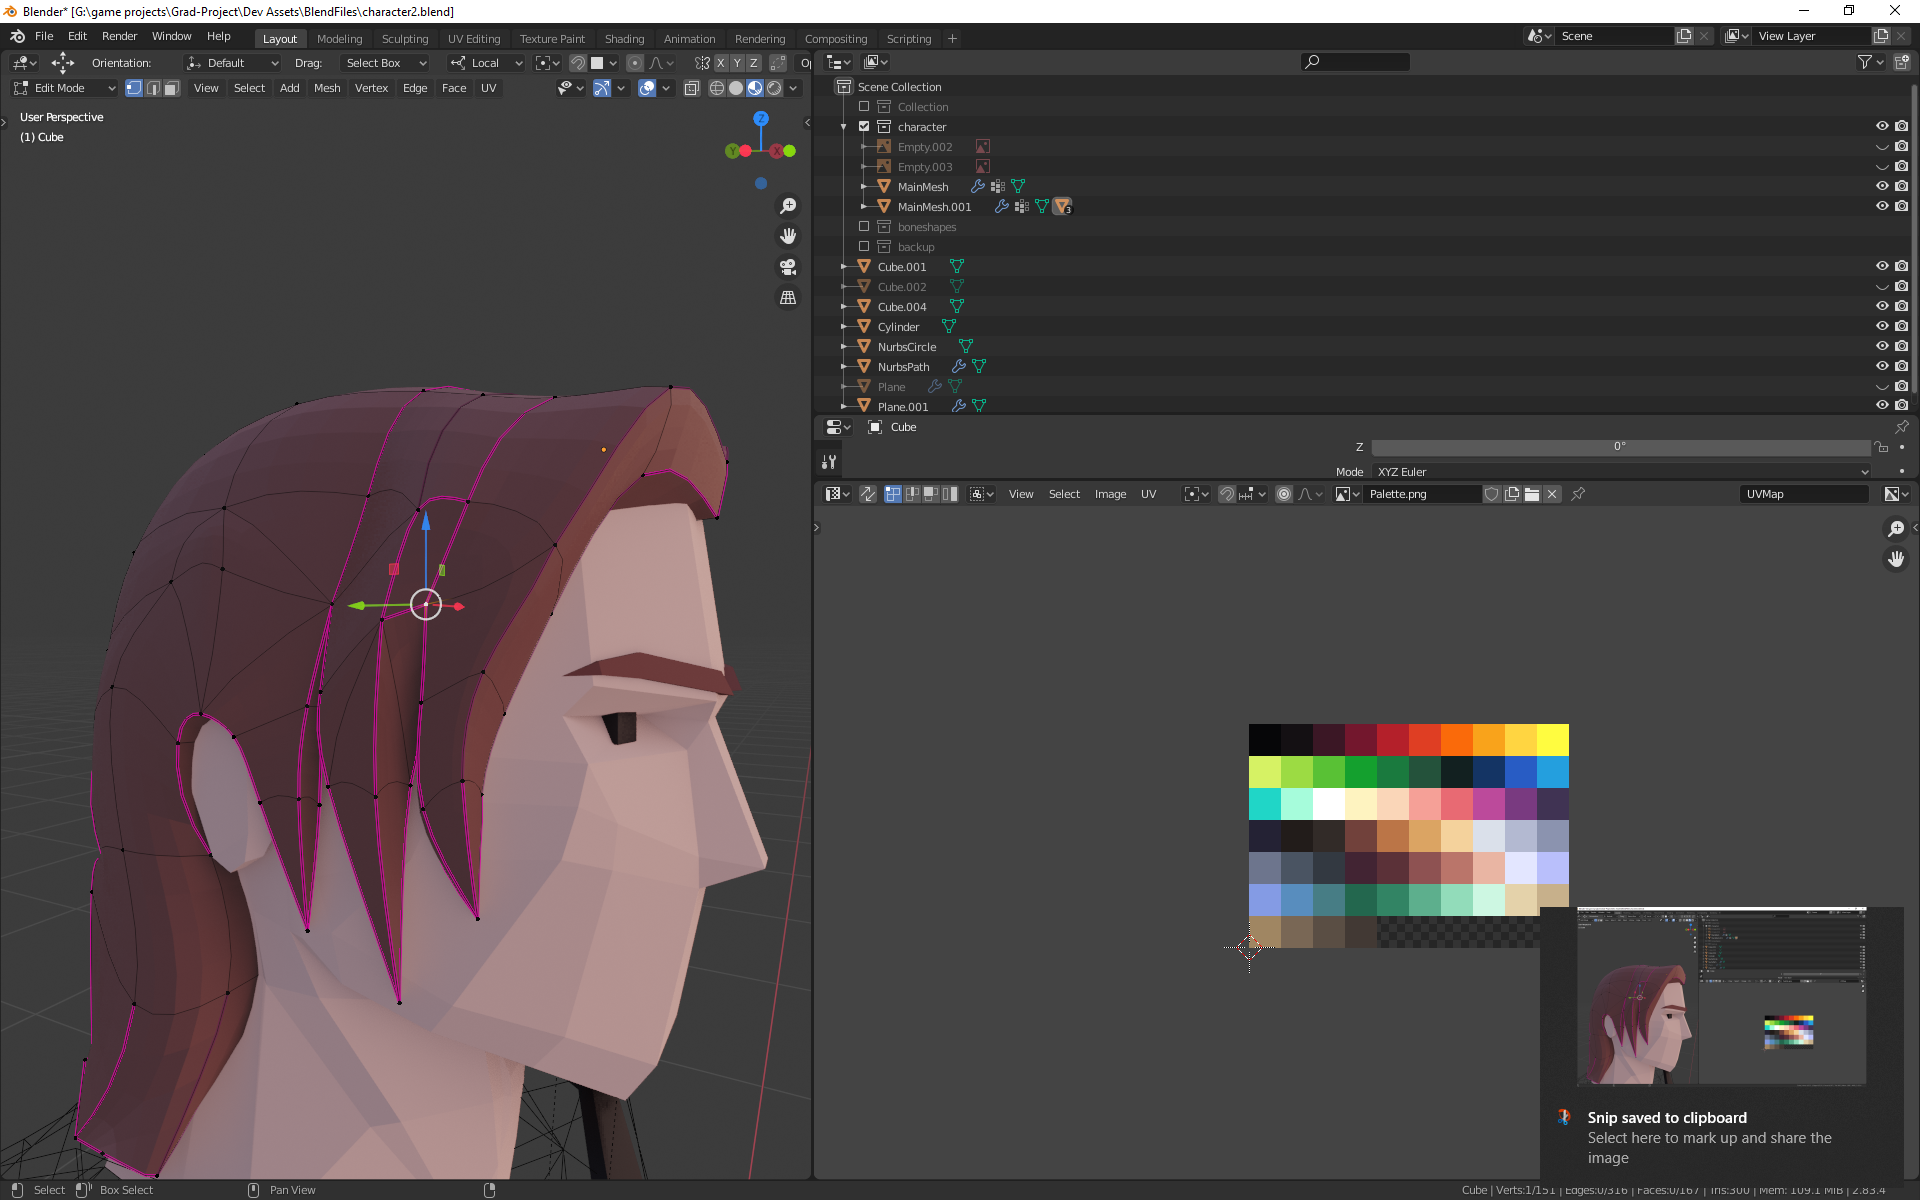 Blender* [G:\game projects\Grad-Project\Dev Assets\BlendFiles\character2.blend]
File Edit Render Window Help Layout Modeling Sculpting UV Editing Texture Paint Shading Animation Rendering Compositing Scripting + Scene View Layer
Orientation: Default Drag: Select Box Local X Y Z
Edit Mode View Select Add Mesh Vertex Edge Face UV
User Perspective
(1) Cube
Z
Y X
Scene Collection
Collection
character
Empty.002
Empty.003
MainMesh
MainMesh.001 3
boneshapes
backup
Cube.001
Cube.002
Cube.004
Cylinder
NurbsCircle
NurbsPath
Plane
Plane.001
Cube
Z 0°
Mode XYZ Euler
View Select Image UV Palette.png UVMap
Snip saved to clipboard
Select here to mark up and share the
image
Select Box Select Pan View
Cube | Verts:1/151 | Edges:0/316 | Faces:0/167 | Tris:300 | Mem: 109.1 MiB | 2.83.4